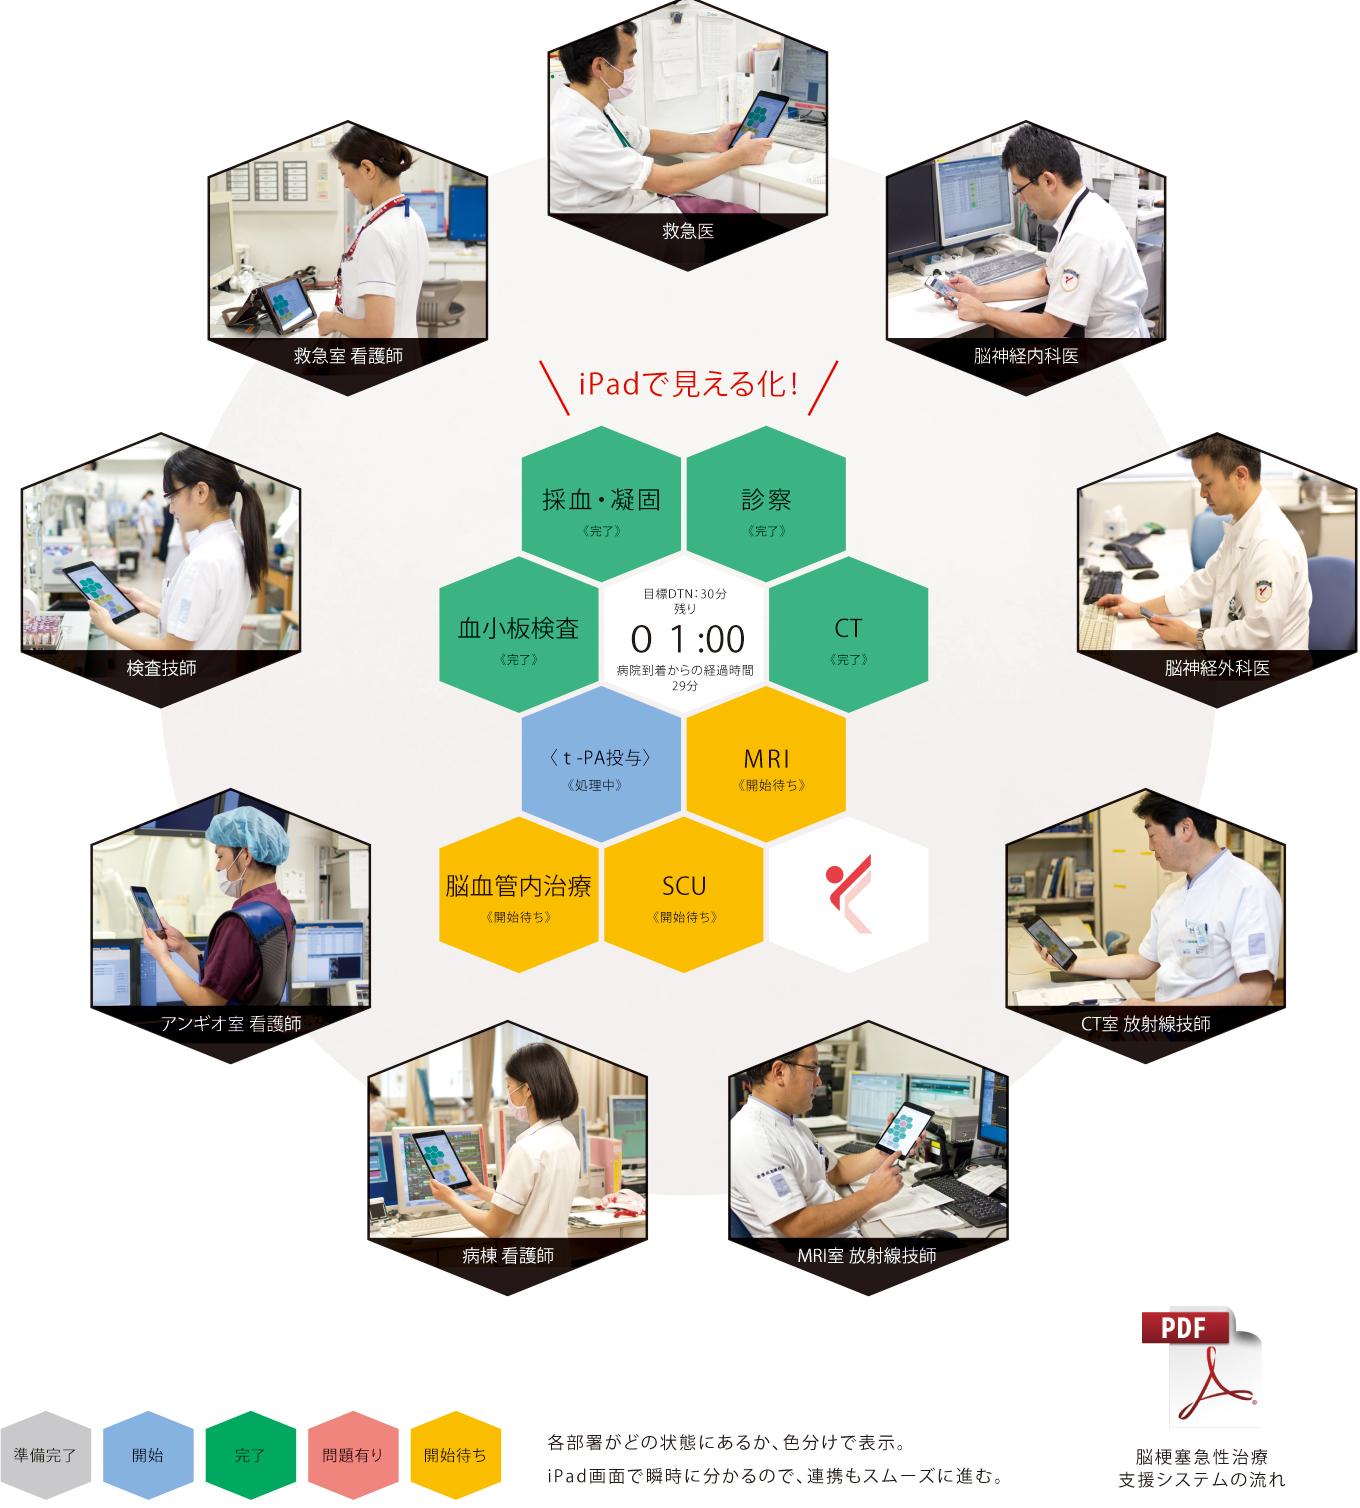 救急医
救急室 看護師
脳神経内科医
iPadで見える化!
検査技師
脳神経外科医
採血・凝固
《完了》
診察
《完了》
血小板検査
《完了》
目標DTN:30分
残り
01:00
病院到着からの経過時間
29分
CT
《完了》
〈t-PA投与〉
《処理中》
MRI
《開始待ち》
脳血管内治療
《開始待ち》
SCU
《開始待ち》
アンギオ室 看護師
CT室 放射線技師
病棟 看護師
MRI室 放射線技師
準備完了
開始
完了
問題有り
開始待ち
各部署がどの状態にあるか、色分けで表示。
iPad画面で瞬時に分かるので、連携もスムーズに進む。
PDF
脳梗塞急性治療
支援システムの流れ